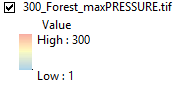 300_Forest_maxPRESSURE.tif
Value
High : 300
Low : 1